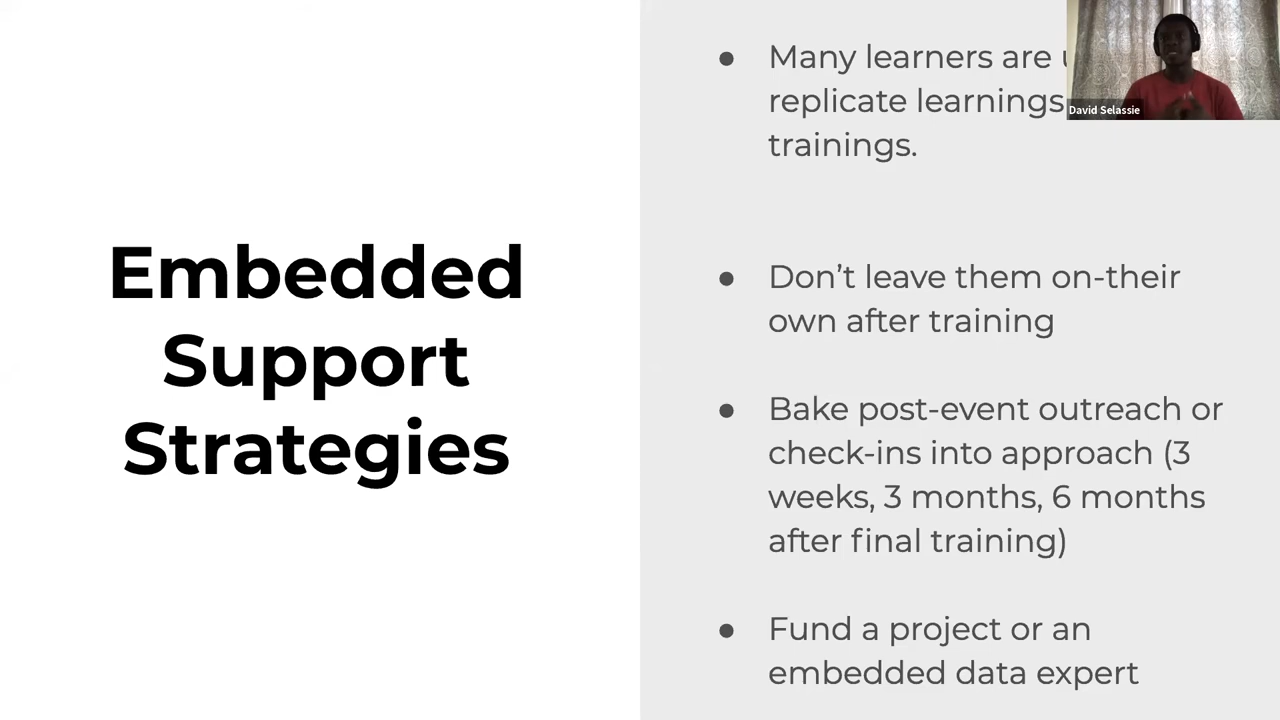 Embedded
Support
Strategies
Many learners are
replicate learnings
trainings.
Don’t leave them on-their
own after training
Bake post-event outreach or
check-ins into approach (3
weeks, 3 months, 6 months
after final training)
Fund a project or an
embedded data expert
David Selassie